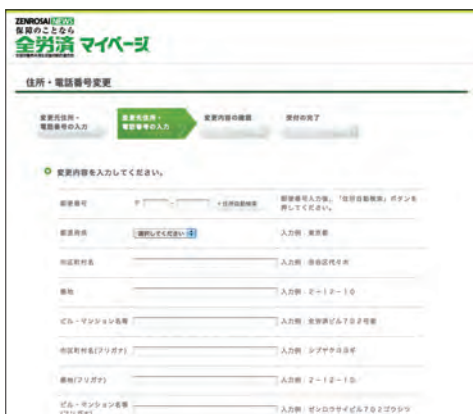 ZENROSAI NEWS
保障のことなら
全労済 マイページ
住所・電話番号変更
変更元住所・
電話番号の入力
変更先住所・
電話番号の入力
変更内容の確認
受付の完了
変更内容を入力してください。
郵便番号 〒 - 住所自動検索 郵便番号入力後、「住所自動検索」ボタンを
押してください。
都道府県 選択してください 入力例:東京都
市区町村名 入力例:渋谷区代々木
番地 入力例:2-12-10
ビル・マンション名等 入力例:全労済ビル702号室
市区町村名(フリガナ) 入力例:シブヤクヨヨギ
番地(フリガナ) 入力例:2-12-10
ビル・マンション名等 入力例:ゼンロウサイビル702ゴウシツ
(フリガナ)